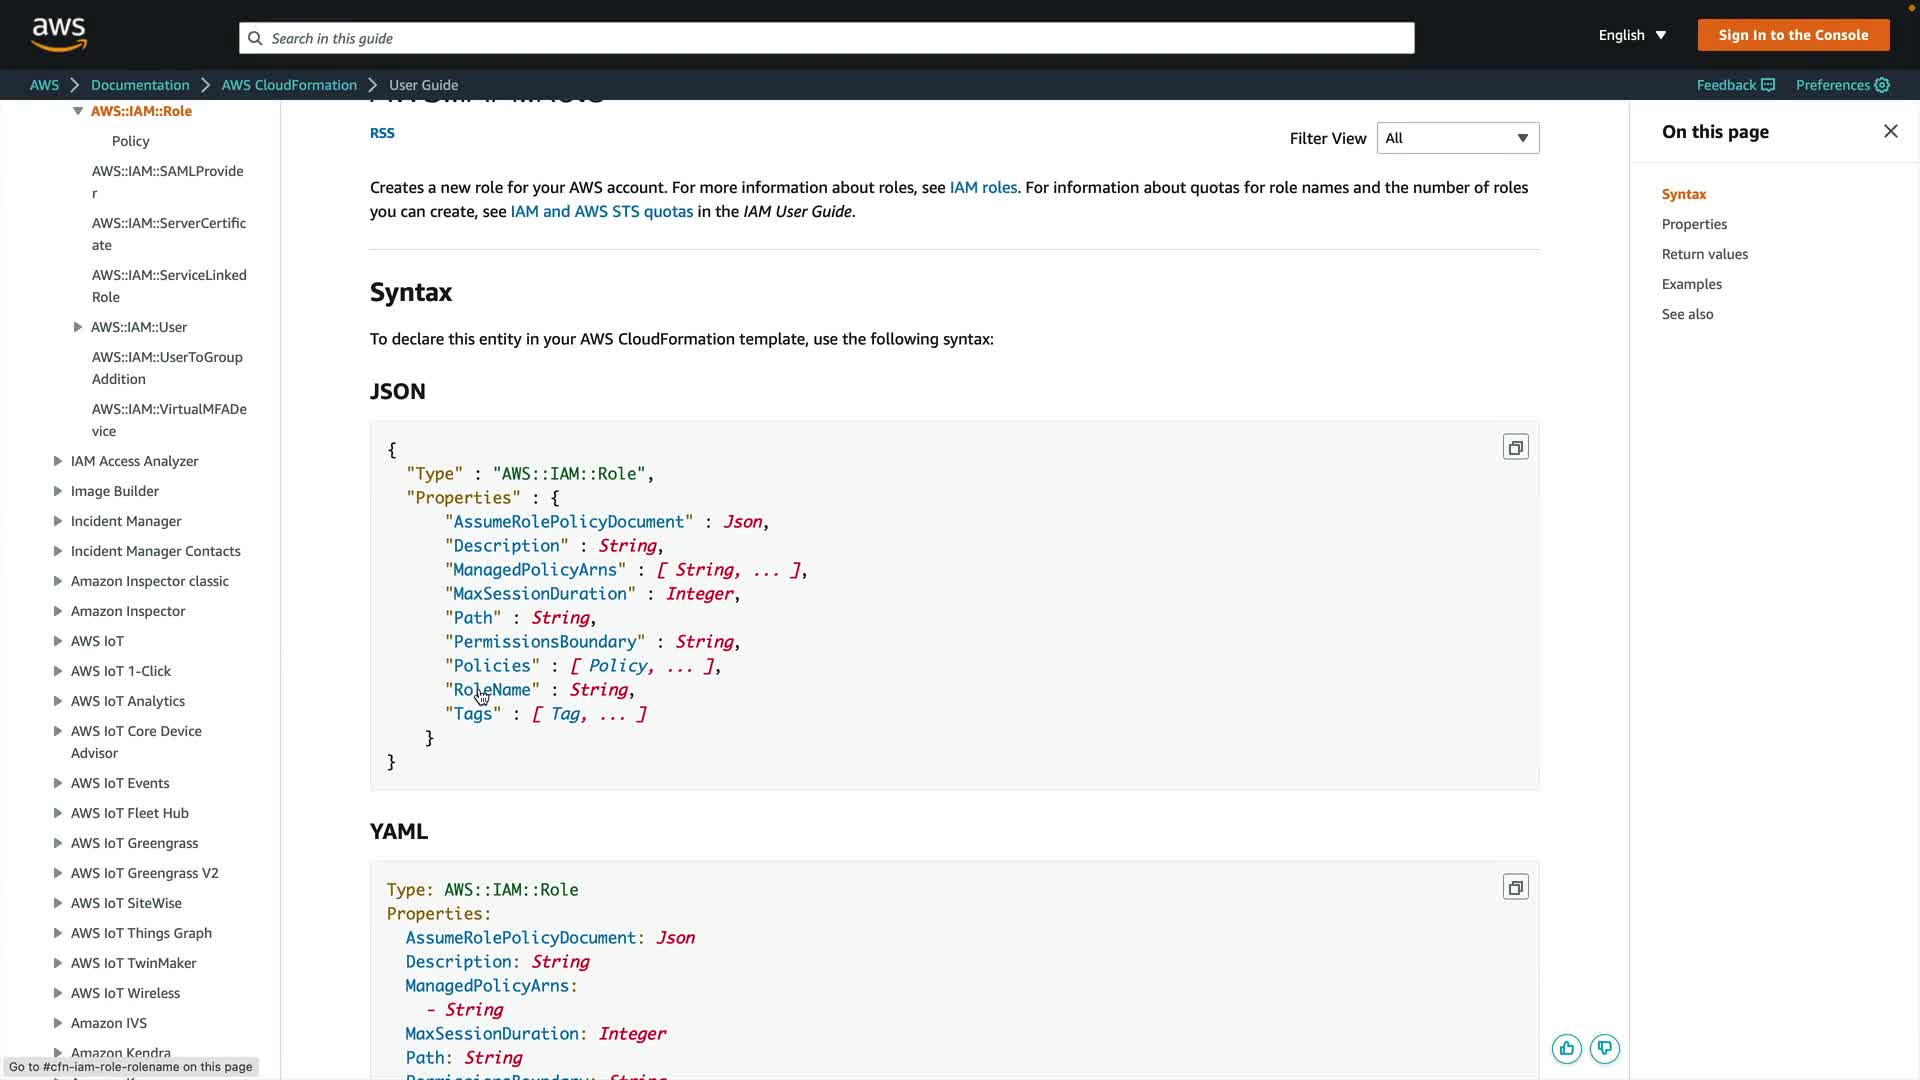 aws
Search in this guide
English
Sign In to the Console
AWS
Documentation
AWS CloudFormation
User Guide
Feedback
Preferences
AWS::IAM::Role
Policy
AWS::IAM::SAMLProvide
r
AWS::IAM::ServerCertific
ate
AWS::IAM::ServiceLinked
Role
AWS::IAM::User
AWS::IAM::UserToGroup
Addition
AWS::IAM::VirtualMFADe
vice
IAM Access Analyzer
Image Builder
Incident Manager
Incident Manager Contacts
Amazon Inspector classic
Amazon Inspector
AWS IoT
AWS IoT 1-Click
AWS IoT Analytics
AWS IoT Core Device
Advisor
AWS IoT Events
AWS IoT Fleet Hub
AWS IoT Greengrass
AWS IoT Greengrass V2
AWS IoT SiteWise
AWS IoT Things Graph
AWS IoT TwinMaker
AWS IoT Wireless
Amazon IVS
Amazon Kendra
Go to #cfn-iam-role-rolename on this page
RSS
Filter View
All
Creates a new role for your AWS account. For more information about roles, see IAM roles. For information about quotas for role names and the number of roles
you can create, see IAM and AWS STS quotas in the IAM User Guide.
Syntax
To declare this entity in your AWS CloudFormation template, use the following syntax:
JSON
{
"Type" : "AWS::IAM::Role",
"Properties" : {
"AssumeRolePolicyDocument" : Json,
"Description" : String,
"ManagedPolicyArns" : [ String, ... ],
"MaxSessionDuration" : Integer,
"Path" : String,
"PermissionsBoundary" : String,
"Policies" : [ Policy, ... ],
"RoleName" : String,
"Tags" : [ Tag, ... ]
}
}
YAML
Type: AWS::IAM::Role
Properties:
AssumeRolePolicyDocument: Json
Description: String
ManagedPolicyArns:
- String
MaxSessionDuration: Integer
Path: String
On this page
Syntax
Properties
Return values
Examples
See also